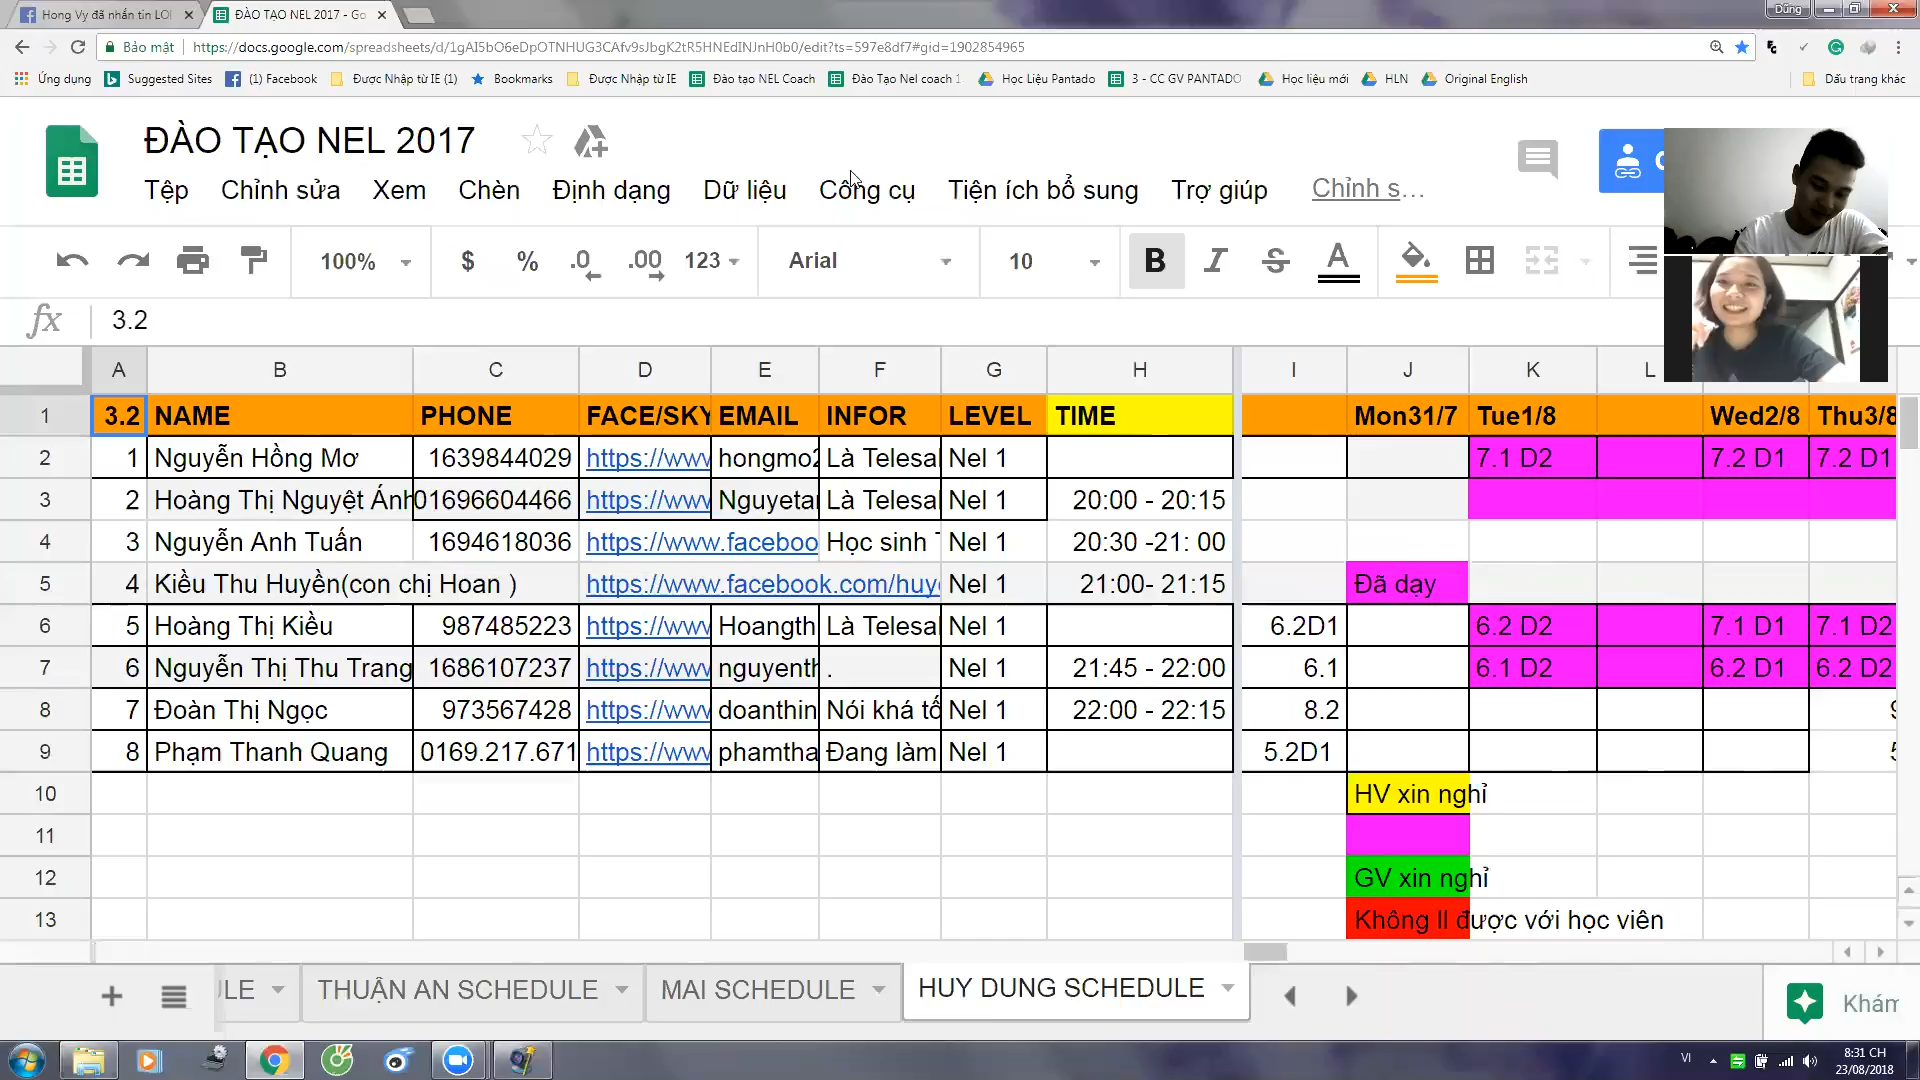 Hong Vy đã nhắn tin LOI
ĐÀO TẠO NEL 2017 - Go
Dũng
Bảo mật
https://docs.google.com/spreadsheets/d/1gAI5bO6eDpOTNHUG3CAfv9sJbgK2tR5HNEdINJnH0b0/edit?ts=597e8df7#gid=1902854965
Ứng dụng Suggested Sites (1) Facebook Được Nhập từ IE (1) Bookmarks Được Nhập từ IE Đào tạo NEL Coach Đào Tạo Nel coach 1 Học Liệu Pantado 3 - CC GV PANTADO Học liệu mới HLN Original English Dấu trang khác
ĐÀO TẠO NEL 2017
Tệp Chỉnh sửa Xem Chèn Định dạng Dữ liệu Công cụ Tiện ích bổ sung Trợ giúp Chỉnh s…
100% $ % .0 .00 123 Arial 10 B I S A
fx 3.2
A B C D E F G H I J K L
1 3.2 NAME PHONE FACE/SKY EMAIL INFOR LEVEL TIME Mon31/7 Tue1/8 Wed2/8 Thu3/8
2 1 Nguyễn Hồng Mơ 1639844029 https://www hongmo2 Là Telesal Nel 1 7.1 D2 7.2 D1 7.2 D1
3 2 Hoàng Thị Nguyệt Ánh 01696604466 https://www Nguyetan Là Telesal Nel 1 20:00 - 20:15
4 3 Nguyễn Anh Tuấn 1694618036 https://www.faceboo Học sinh T Nel 1 20:30 -21: 00
5 4 Kiều Thu Huyền(con chị Hoan ) https://www.facebook.com/huye Nel 1 21:00- 21:15 Đã dạy
6 5 Hoàng Thị Kiều 987485223 https://www Hoangth Là Telesal Nel 1 6.2D1 6.2 D2 7.1 D1 7.1 D2
7 6 Nguyễn Thị Thu Trang 1686107237 https://www nguyenth . Nel 1 21:45 - 22:00 6.1 6.1 D2 6.2 D1 6.2 D2
8 7 Đoàn Thị Ngọc 973567428 https://www doanthin Nói khá tố Nel 1 22:00 - 22:15 8.2
9 8 Phạm Thanh Quang 0169.217.671 https://www phamtha Đang làm Nel 1 5.2D1
10 HV xin nghỉ
11
12 GV xin nghỉ
13 Không ll được với học viên
ULE THUẬN AN SCHEDULE MAI SCHEDULE HUY DUNG SCHEDULE Khám
VI 8:31 CH
23/08/2018